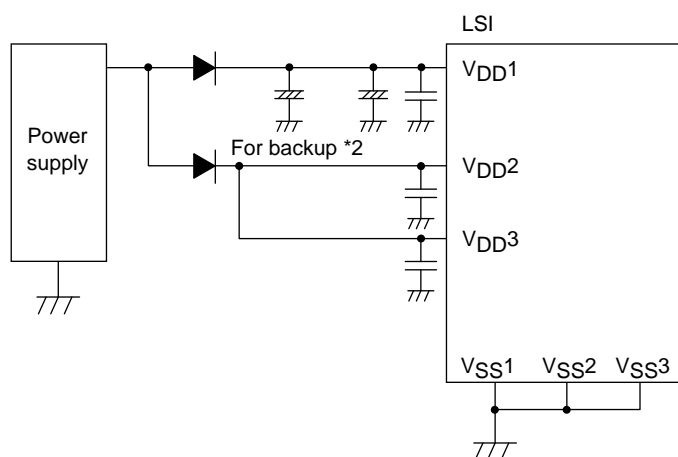 LSI
VDD1
Power
supply
For backup *2
VDD2
VDD3
VSS1 VSS2 VSS3